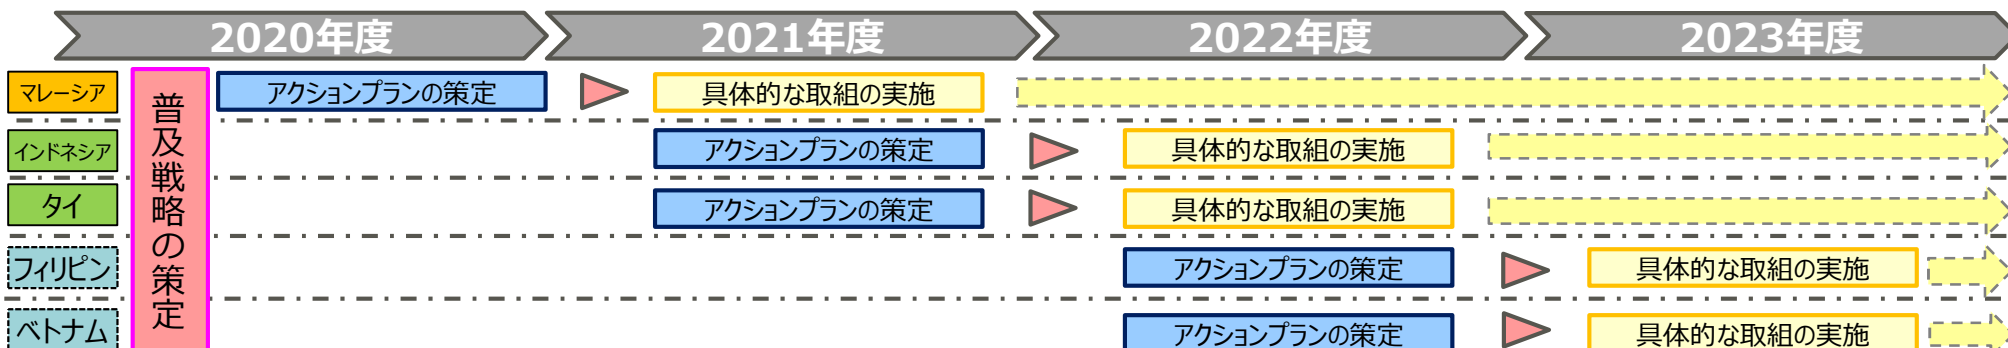 2020年度
2021年度
2022年度
2023年度
普及戦略の策定
マレーシア
アクションプランの策定
具体的な取組の実施
インドネシア
アクションプランの策定
具体的な取組の実施
タイ
アクションプランの策定
具体的な取組の実施
フィリピン
アクションプランの策定
具体的な取組の実施
ベトナム
アクションプランの策定
具体的な取組の実施